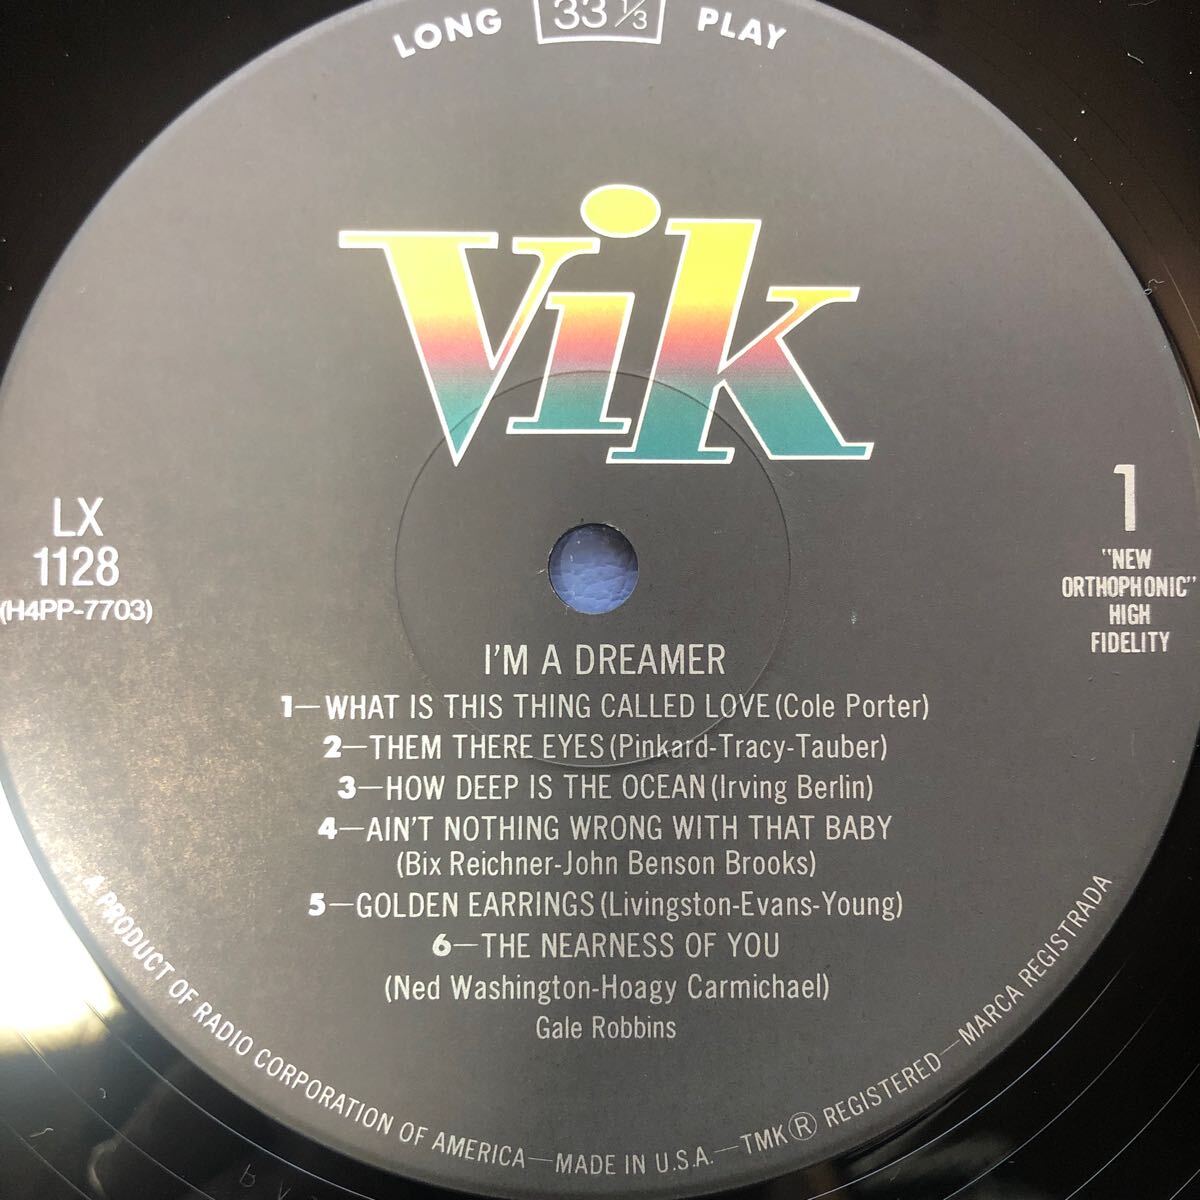 LONG 33 1/3 PLAY
Vik
LX
1128
(H4PP-7703)
1
"NEW
ORTHOPHONIC"
HIGH
FIDELITY
I'M A DREAMER
1—WHAT IS THIS THING CALLED LOVE(Cole Porter)
2—THEM THERE EYES(Pinkard-Tracy-Tauber)
3—HOW DEEP IS THE OCEAN(Irving Berlin)
4—AIN'T NOTHING WRONG WITH THAT BABY
(Bix Reichner-John Benson Brooks)
5—GOLDEN EARRINGS(Livingston-Evans-Young)
6—THE NEARNESS OF YOU
(Ned Washington-Hoagy Carmichael)
Gale Robbins
A PRODUCT OF RADIO CORPORATION OF AMERICA—MADE IN U.S.A.—TMK ® REGISTERED—MARCA REGISTRADA